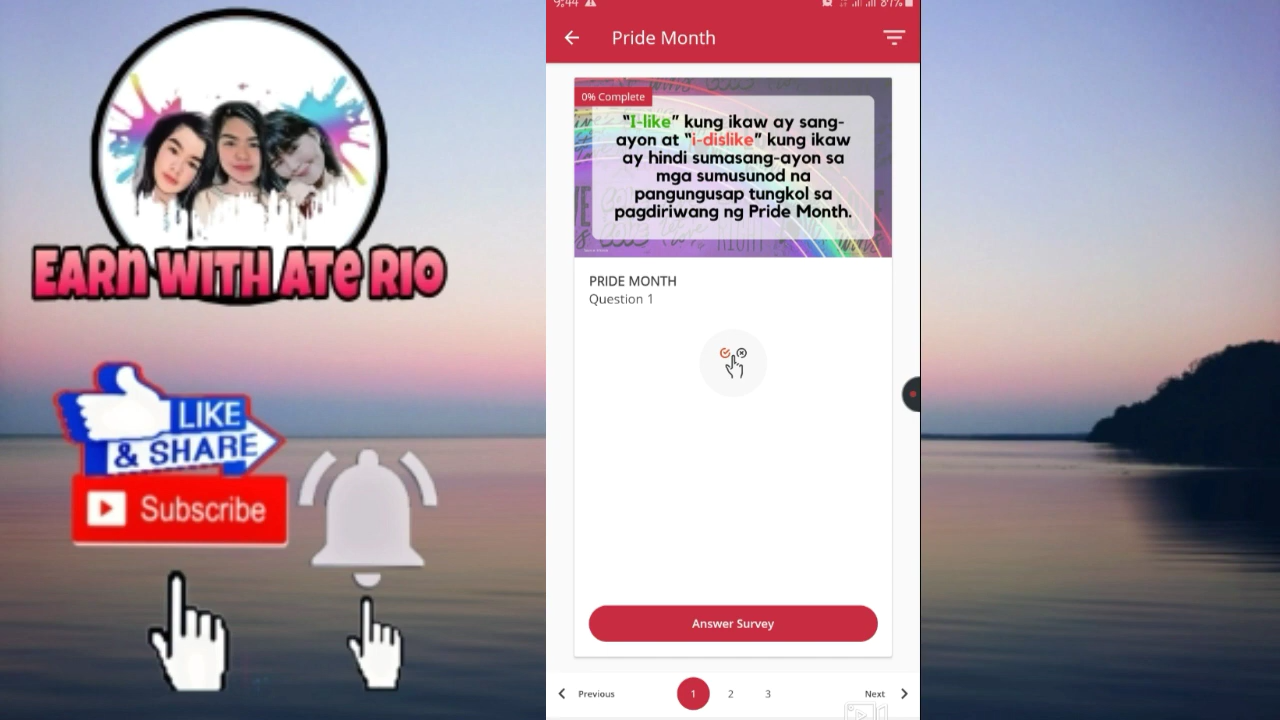 EARN WITH ATE RIO
LIKE
& SHARE
Subscribe
9:44
Pride Month
0% Complete
"I-like" kung ikaw ay sang-
ayon at "i-dislike" kung ikaw
ay hindi sumasang-ayon sa
mga sumusunod na
pangungusap tungkol sa
pagdiriwang ng Pride Month.
PRIDE MONTH
Question 1
Answer Survey
Previous
1
2
3
Next